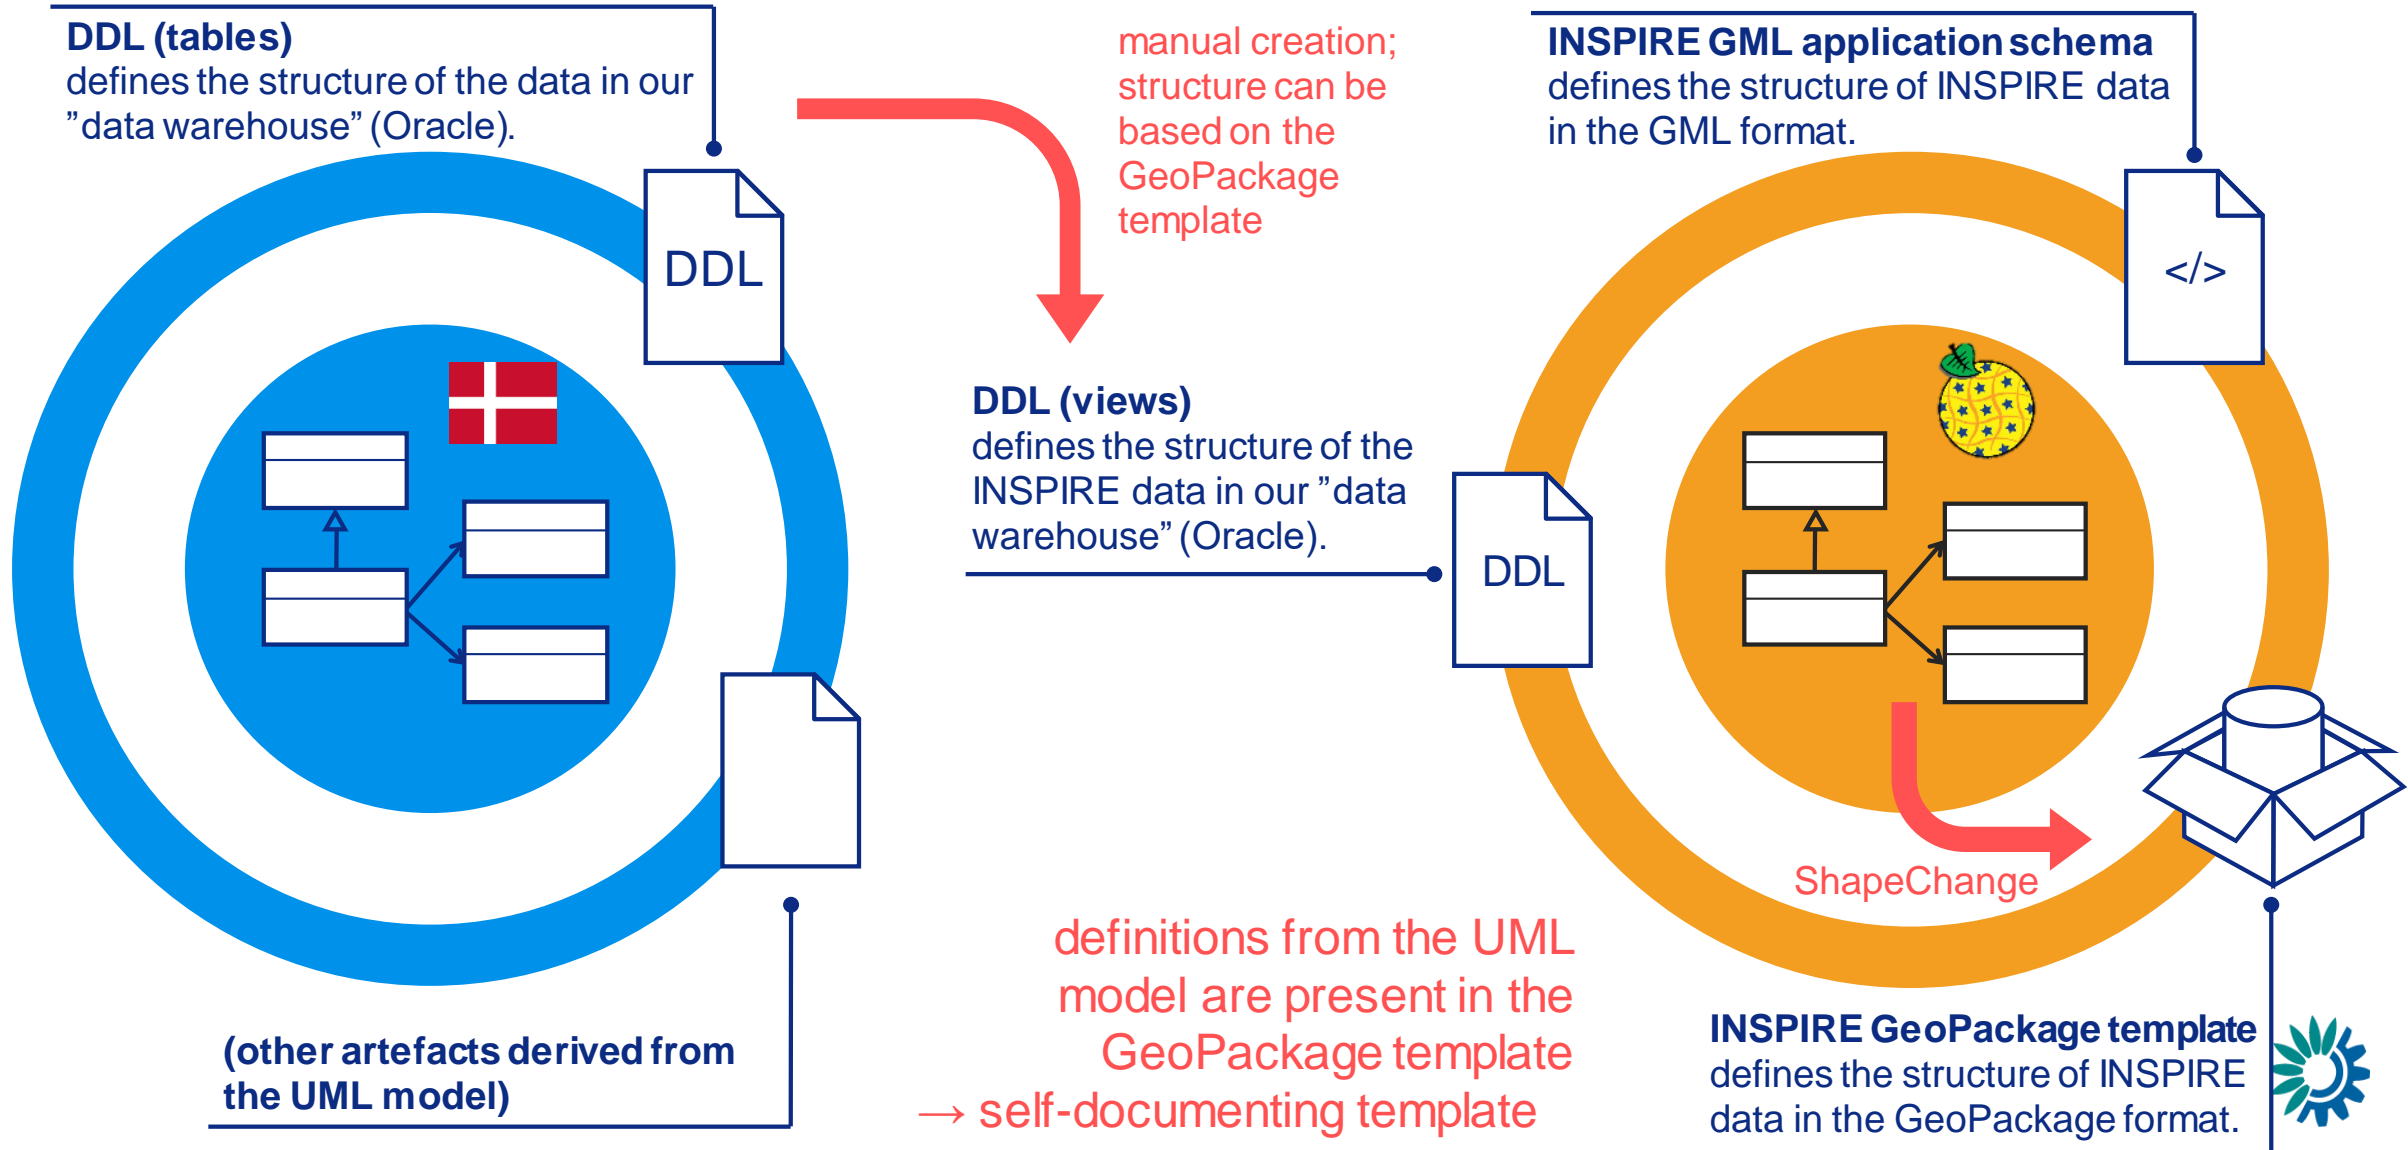 DDL (tables)
defines the structure of the data in our
”data warehouse” (Oracle).
DDL
manual creation;
structure can be
based on the
GeoPackage
template
INSPIRE GML application schema
defines the structure of INSPIRE data
in the GML format.
</>
DDL (views)
defines the structure of the
INSPIRE data in our ”data
warehouse” (Oracle).
DDL
ShapeChange
definitions from the UML
model are present in the
GeoPackage template
→ self-documenting template
(other artefacts derived from
the UML model)
INSPIRE GeoPackage template
defines the structure of INSPIRE
data in the GeoPackage format.